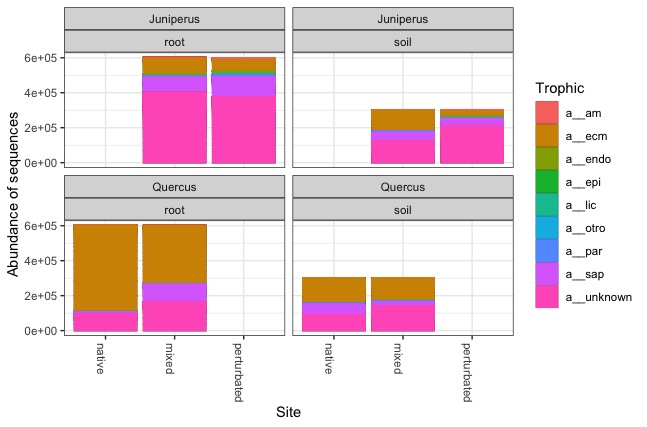 Juniperus
Juniperus
root
soil
6e+05
4e+05
2e+05
0e+00
Quercus
Quercus
root
soil
6e+05
4e+05
2e+05
0e+00
native
mixed
perturbated
native
mixed
perturbated
Site
Abundance of sequences
Trophic
a__am
a__ecm
a__endo
a__epi
a__lic
a__otro
a__par
a__sap
a__unknown